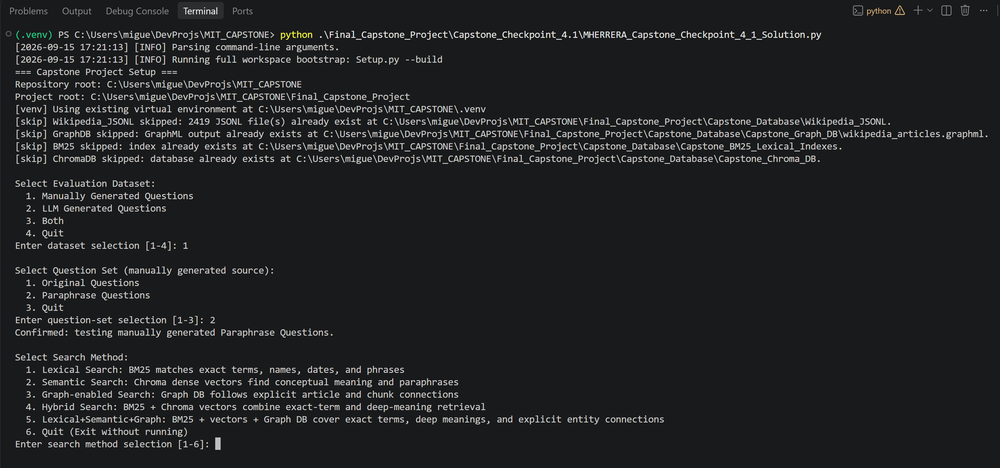 Problems Output Debug Console Terminal Ports python
(.venv) PS C:\Users\migue\DevProjs\MIT_CAPSTONE> python .\Final_Capstone_Project\Capstone_Checkpoint_4.1\MHERRERA_Capstone_Checkpoint_4_1_Solution.py
[2026-09-15 17:21:13] [INFO] Parsing command-line arguments.
[2026-09-15 17:21:13] [INFO] Running full workspace bootstrap: Setup.py --build
=== Capstone Project Setup ===
Repository root: C:\Users\migue\DevProjs\MIT_CAPSTONE
Project root: C:\Users\migue\DevProjs\MIT_CAPSTONE\Final_Capstone_Project
[venv] Using existing virtual environment at C:\Users\migue\DevProjs\MIT_CAPSTONE\.venv
[skip] Wikipedia_JSONL skipped: 2419 JSONL file(s) already exist at C:\Users\migue\DevProjs\MIT_CAPSTONE\Final_Capstone_Project\Capstone_Database\Wikipedia_JSONL.
[skip] GraphDB skipped: GraphML output already exists at C:\Users\migue\DevProjs\MIT_CAPSTONE\Final_Capstone_Project\Capstone_Database\Capstone_Graph_DB\wikipedia_articles.graphml.
[skip] BM25 skipped: index already exists at C:\Users\migue\DevProjs\MIT_CAPSTONE\Final_Capstone_Project\Capstone_Database\Capstone_BM25_Lexical_Indexes.
[skip] ChromaDB skipped: database already exists at C:\Users\migue\DevProjs\MIT_CAPSTONE\Final_Capstone_Project\Capstone_Database\Capstone_Chroma_DB.
Select Evaluation Dataset:
1. Manually Generated Questions
2. LLM Generated Questions
3. Both
4. Quit
Enter dataset selection [1-4]: 1
Select Question Set (manually generated source):
1. Original Questions
2. Paraphrase Questions
3. Quit
Enter question-set selection [1-3]: 2
Confirmed: testing manually generated Paraphrase Questions.
Select Search Method:
1. Lexical Search: BM25 matches exact terms, names, dates, and phrases
2. Semantic Search: Chroma dense vectors find conceptual meaning and paraphrases
3. Graph-enabled Search: Graph DB follows explicit article and chunk connections
4. Hybrid Search: BM25 + Chroma vectors combine exact-term and deep-meaning retrieval
5. Lexical+Semantic+Graph: BM25 + vectors + Graph DB cover exact terms, deep meanings, and explicit entity connections
6. Quit (Exit without running)
Enter search method selection [1-6]: